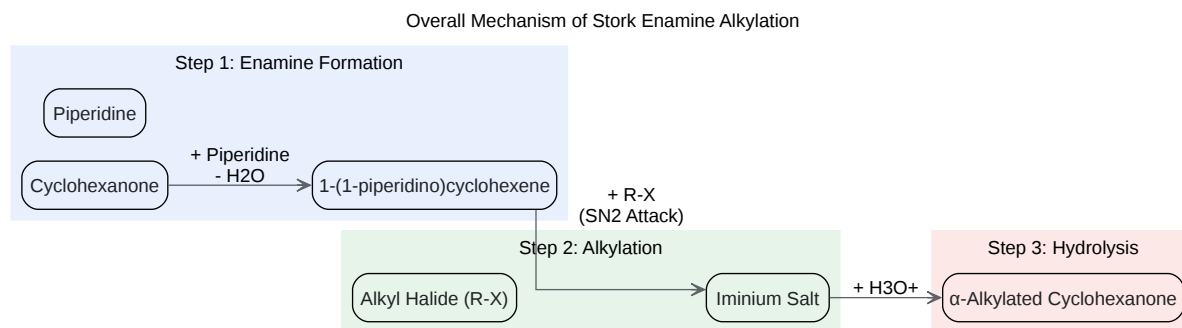 Overall Mechanism of Stork Enamine Alkylation
Step 1: Enamine Formation
Piperidine
Cyclohexanone
+ Piperidine
- H2O
1-(1-piperidino)cyclohexene
+ R-X
(SN2 Attack)
Step 2: Alkylation
Alkyl Halide (R-X)
Iminium Salt
+ H3O+
Step 3: Hydrolysis
α-Alkylated Cyclohexanone